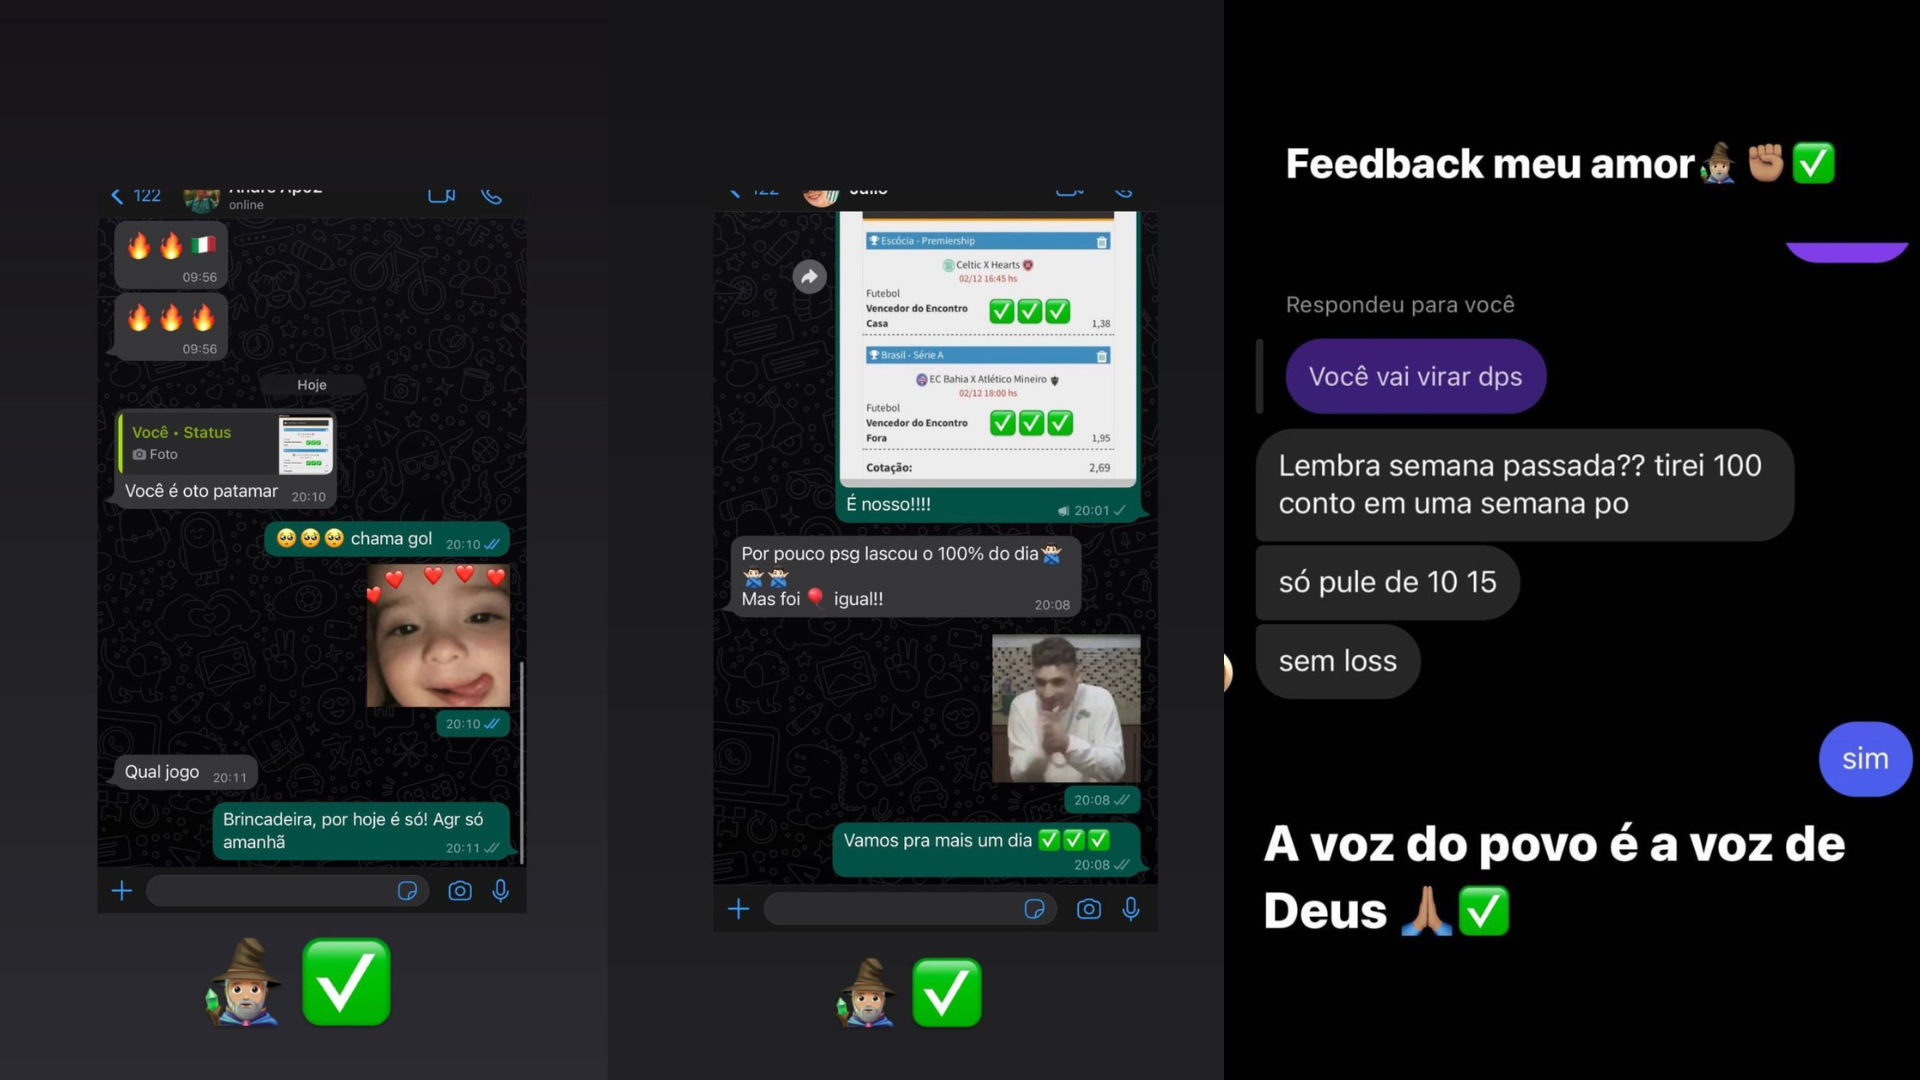 122
online
🔥🔥🇮🇹
09:56
🔥🔥🔥
09:56
Hoje
Você • Status
Foto
Você é oto patamar 20:10
🥺🥺🥺 chama gol 20:10
20:10
Qual jogo 20:11
Brincadeira, por hoje é só! Agr só
amanhã
20:11
Escócia - Premiership
Celtic X Hearts
02/12 16:45 hs
Futebol
Vencedor do Encontro
Casa ✅✅✅ 1,38
Brasil - Série A
EC Bahia X Atlético Mineiro
02/12 18:00 hs
Futebol
Vencedor do Encontro
Fora ✅✅✅ 1,95
Cotação: 2,69
É nosso!!!! 20:01
Por pouco psg lascou o 100% do dia🙅🏻‍♂️
🙅🏻‍♂️🙅🏻‍♂️
Mas foi 🎈 igual!!
20:08
20:08
Vamos pra mais um dia ✅✅✅
20:08
Feedback meu amor🧙🏼‍♂️✊🏽✅
Respondeu para você
Você vai virar dps
Lembra semana passada?? tirei 100
conto em uma semana po
só pule de 10 15
sem loss
sim
A voz do povo é a voz de
Deus 🙏🏽✅